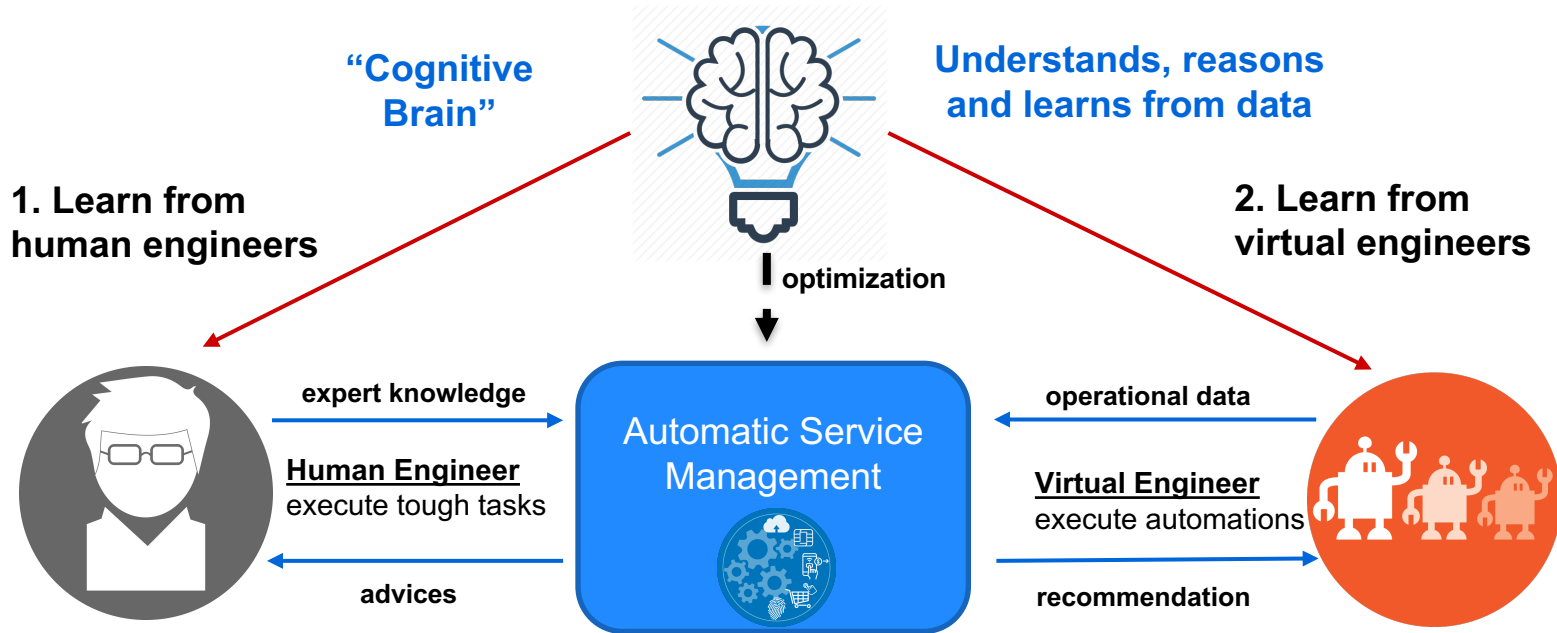 “Cognitive
Brain”
Understands, reasons
and learns from data
1. Learn from
human engineers
2. Learn from
virtual engineers
optimization
expert knowledge
Human Engineer
execute tough tasks
advices
Automatic Service
Management
operational data
Virtual Engineer
execute automations
recommendation